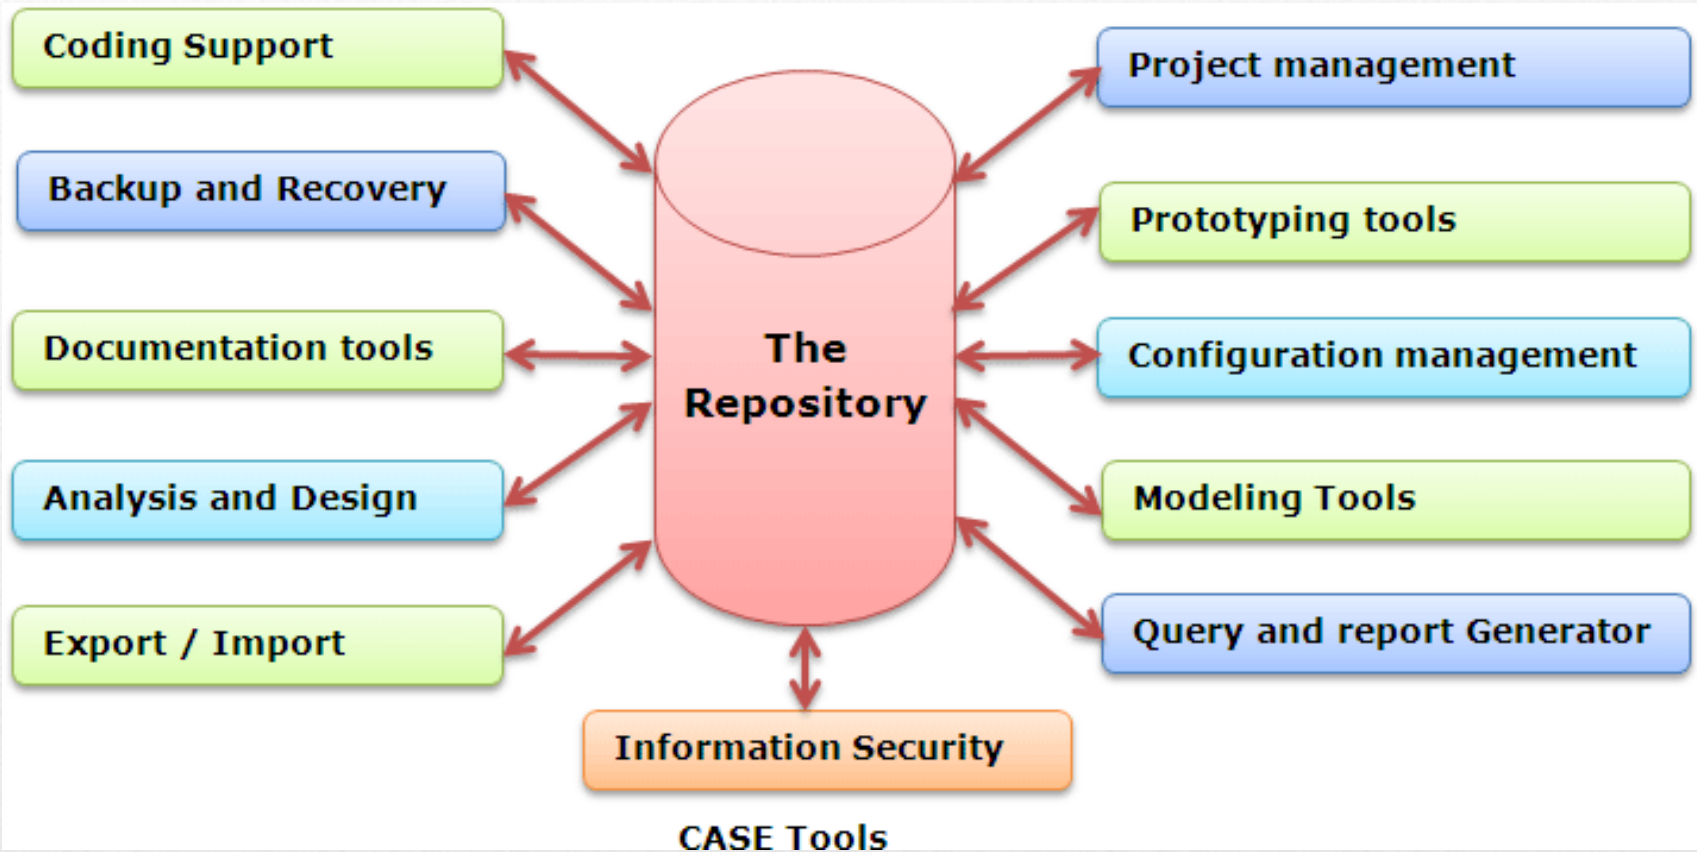 Coding Support
Backup and Recovery
Documentation tools
Analysis and Design
Export / Import
The
Repository
Project management
Prototyping tools
Configuration management
Modeling Tools
Query and report Generator
Information Security
CASE Tools